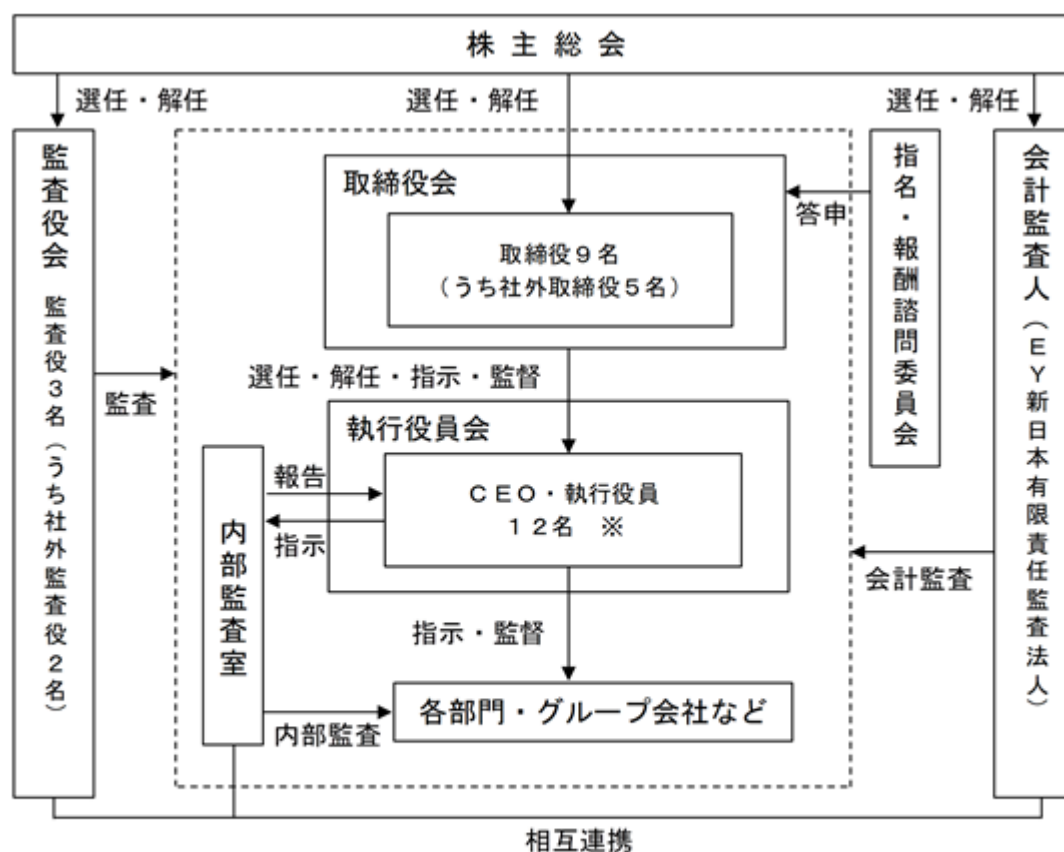 株主総会
選任・解任
選任・解任
選任・解任
監査役会 監査役3名(うち社外監査役2名)
取締役会
取締役9名
(うち社外取締役5名)
答申
指名・報酬諮問委員会
会計監査人(EY新日本有限責任監査法人)
監査
選任・解任・指示・監督
執行役員会
CEO・執行役員
12名 ※
報告
指示
内部監査室
会計監査
指示・監督
各部門・グループ会社など
内部監査
相互連携